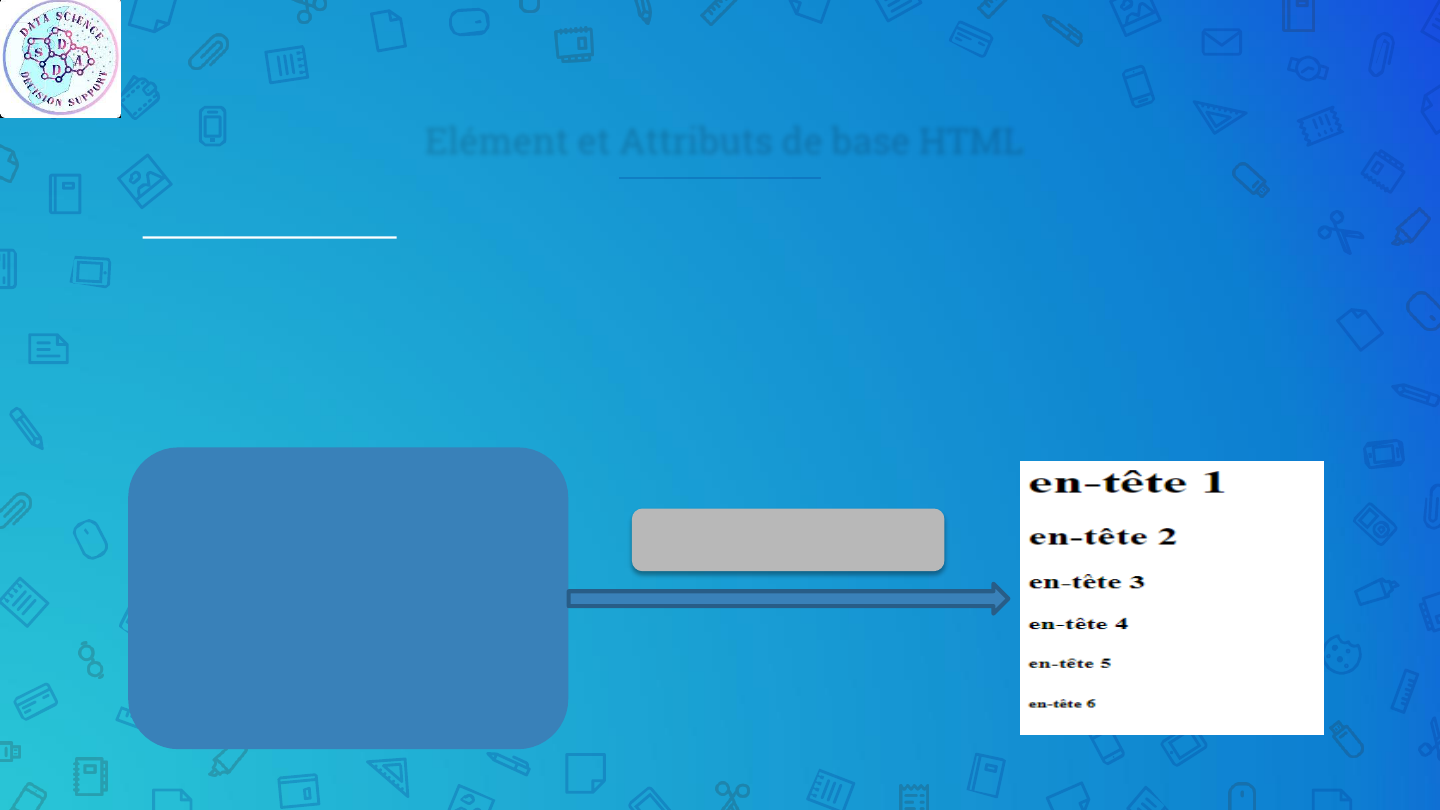 DATA SCIENCE
S D
D A
DECISION SUPPORT
Elément et Attributs de base HTML
en-tête 1
en-tête 2
en-tête 3
en-tête 4
en-tête 5
en-tête 6